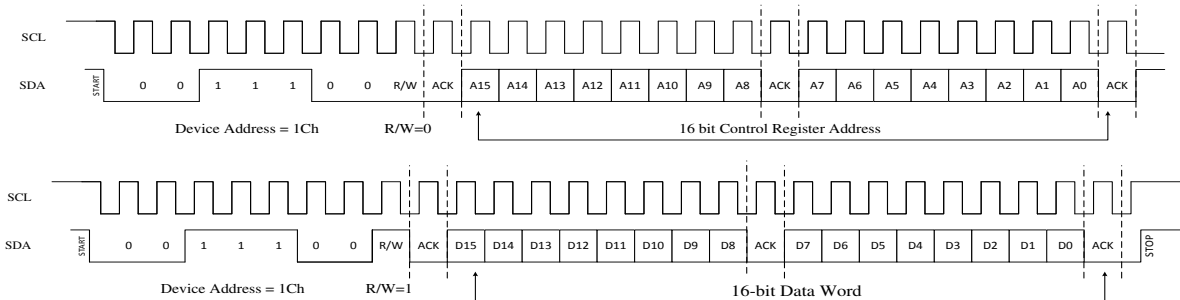 SCL
SDA START 0 0 1 1 1 0 0 R/W ACK A15 A14 A13 A12 A11 A10 A9 A8 ACK A7 A6 A5 A4 A3 A2 A1 A0 ACK
Device Address = 1Ch R/W=0 16 bit Control Register Address
SCL
SDA START 0 0 1 1 1 0 0 R/W ACK D15 D14 D13 D12 D11 D10 D9 D8 ACK D7 D6 D5 D4 D3 D2 D1 D0 ACK STOP
Device Address = 1Ch R/W=1 16-bit Data Word